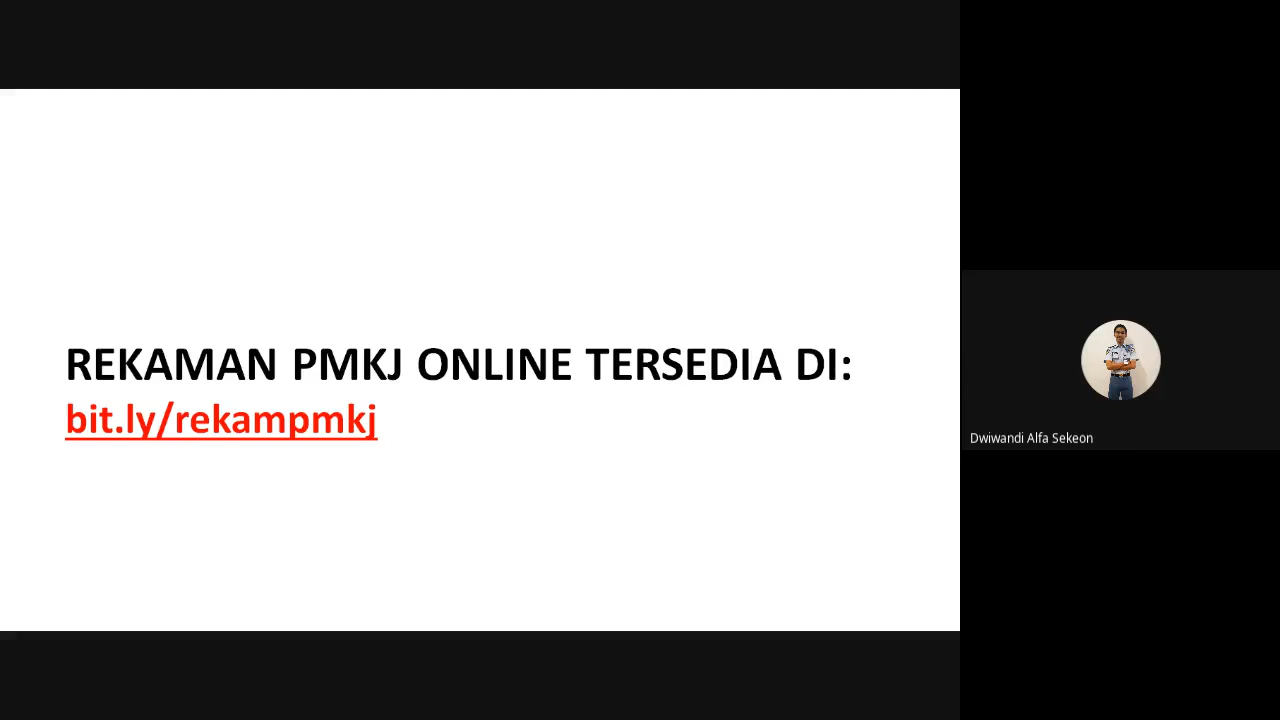 REKAMAN PMKJ ONLINE TERSEDIA DI:
bit.ly/rekampmkj
Dwiwandi Alfa Sekeon